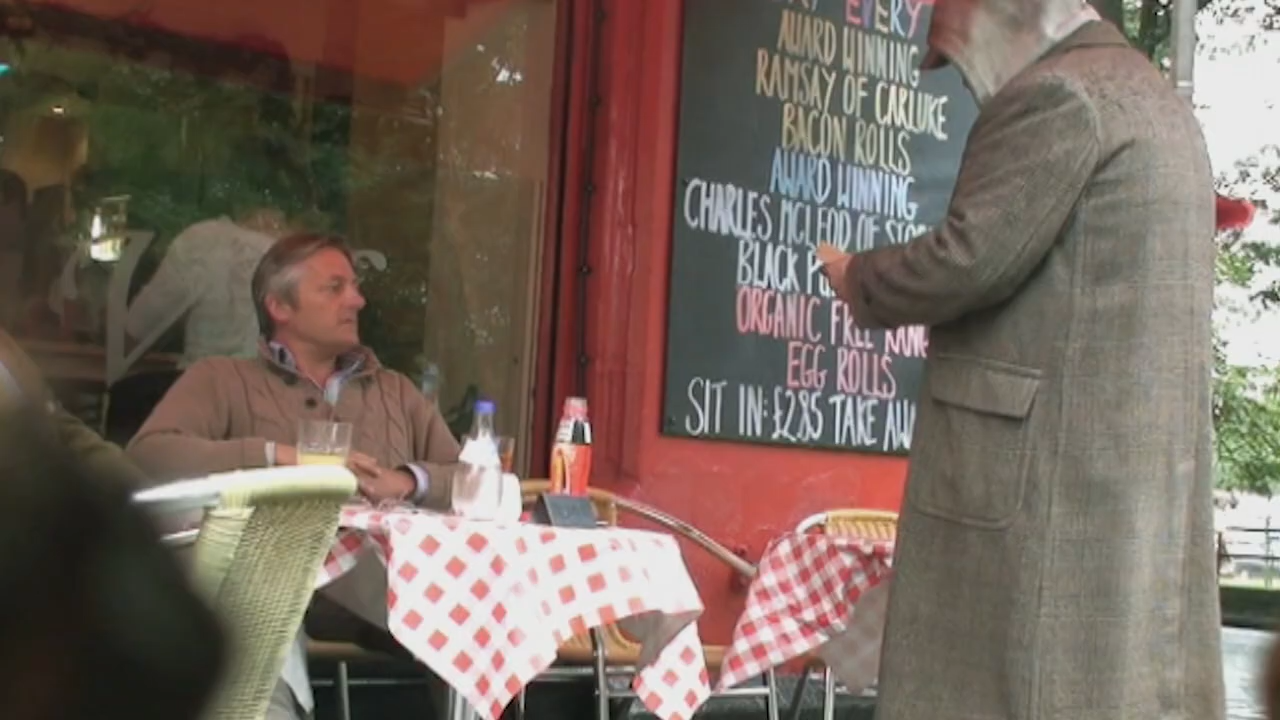 EVERY
AWARD WINNING
RAMSAY OF CARLUKE
BACON ROLLS
AWARD WINNING
CHARLES MCLEOD OF
BLACK
ORGANIC FREE
EGG ROLLS
SIT IN: £2.85 TAKE